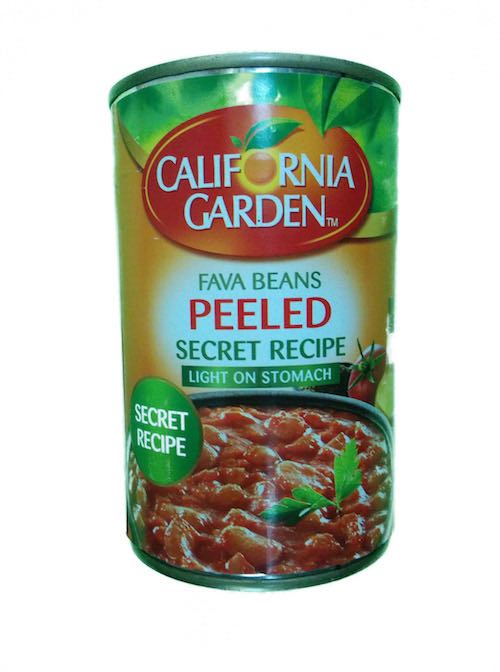 CALIFORNIA
GARDEN TM
FAVA BEANS
PEELED
SECRET RECIPE
LIGHT ON STOMACH
SECRET
RECIPE